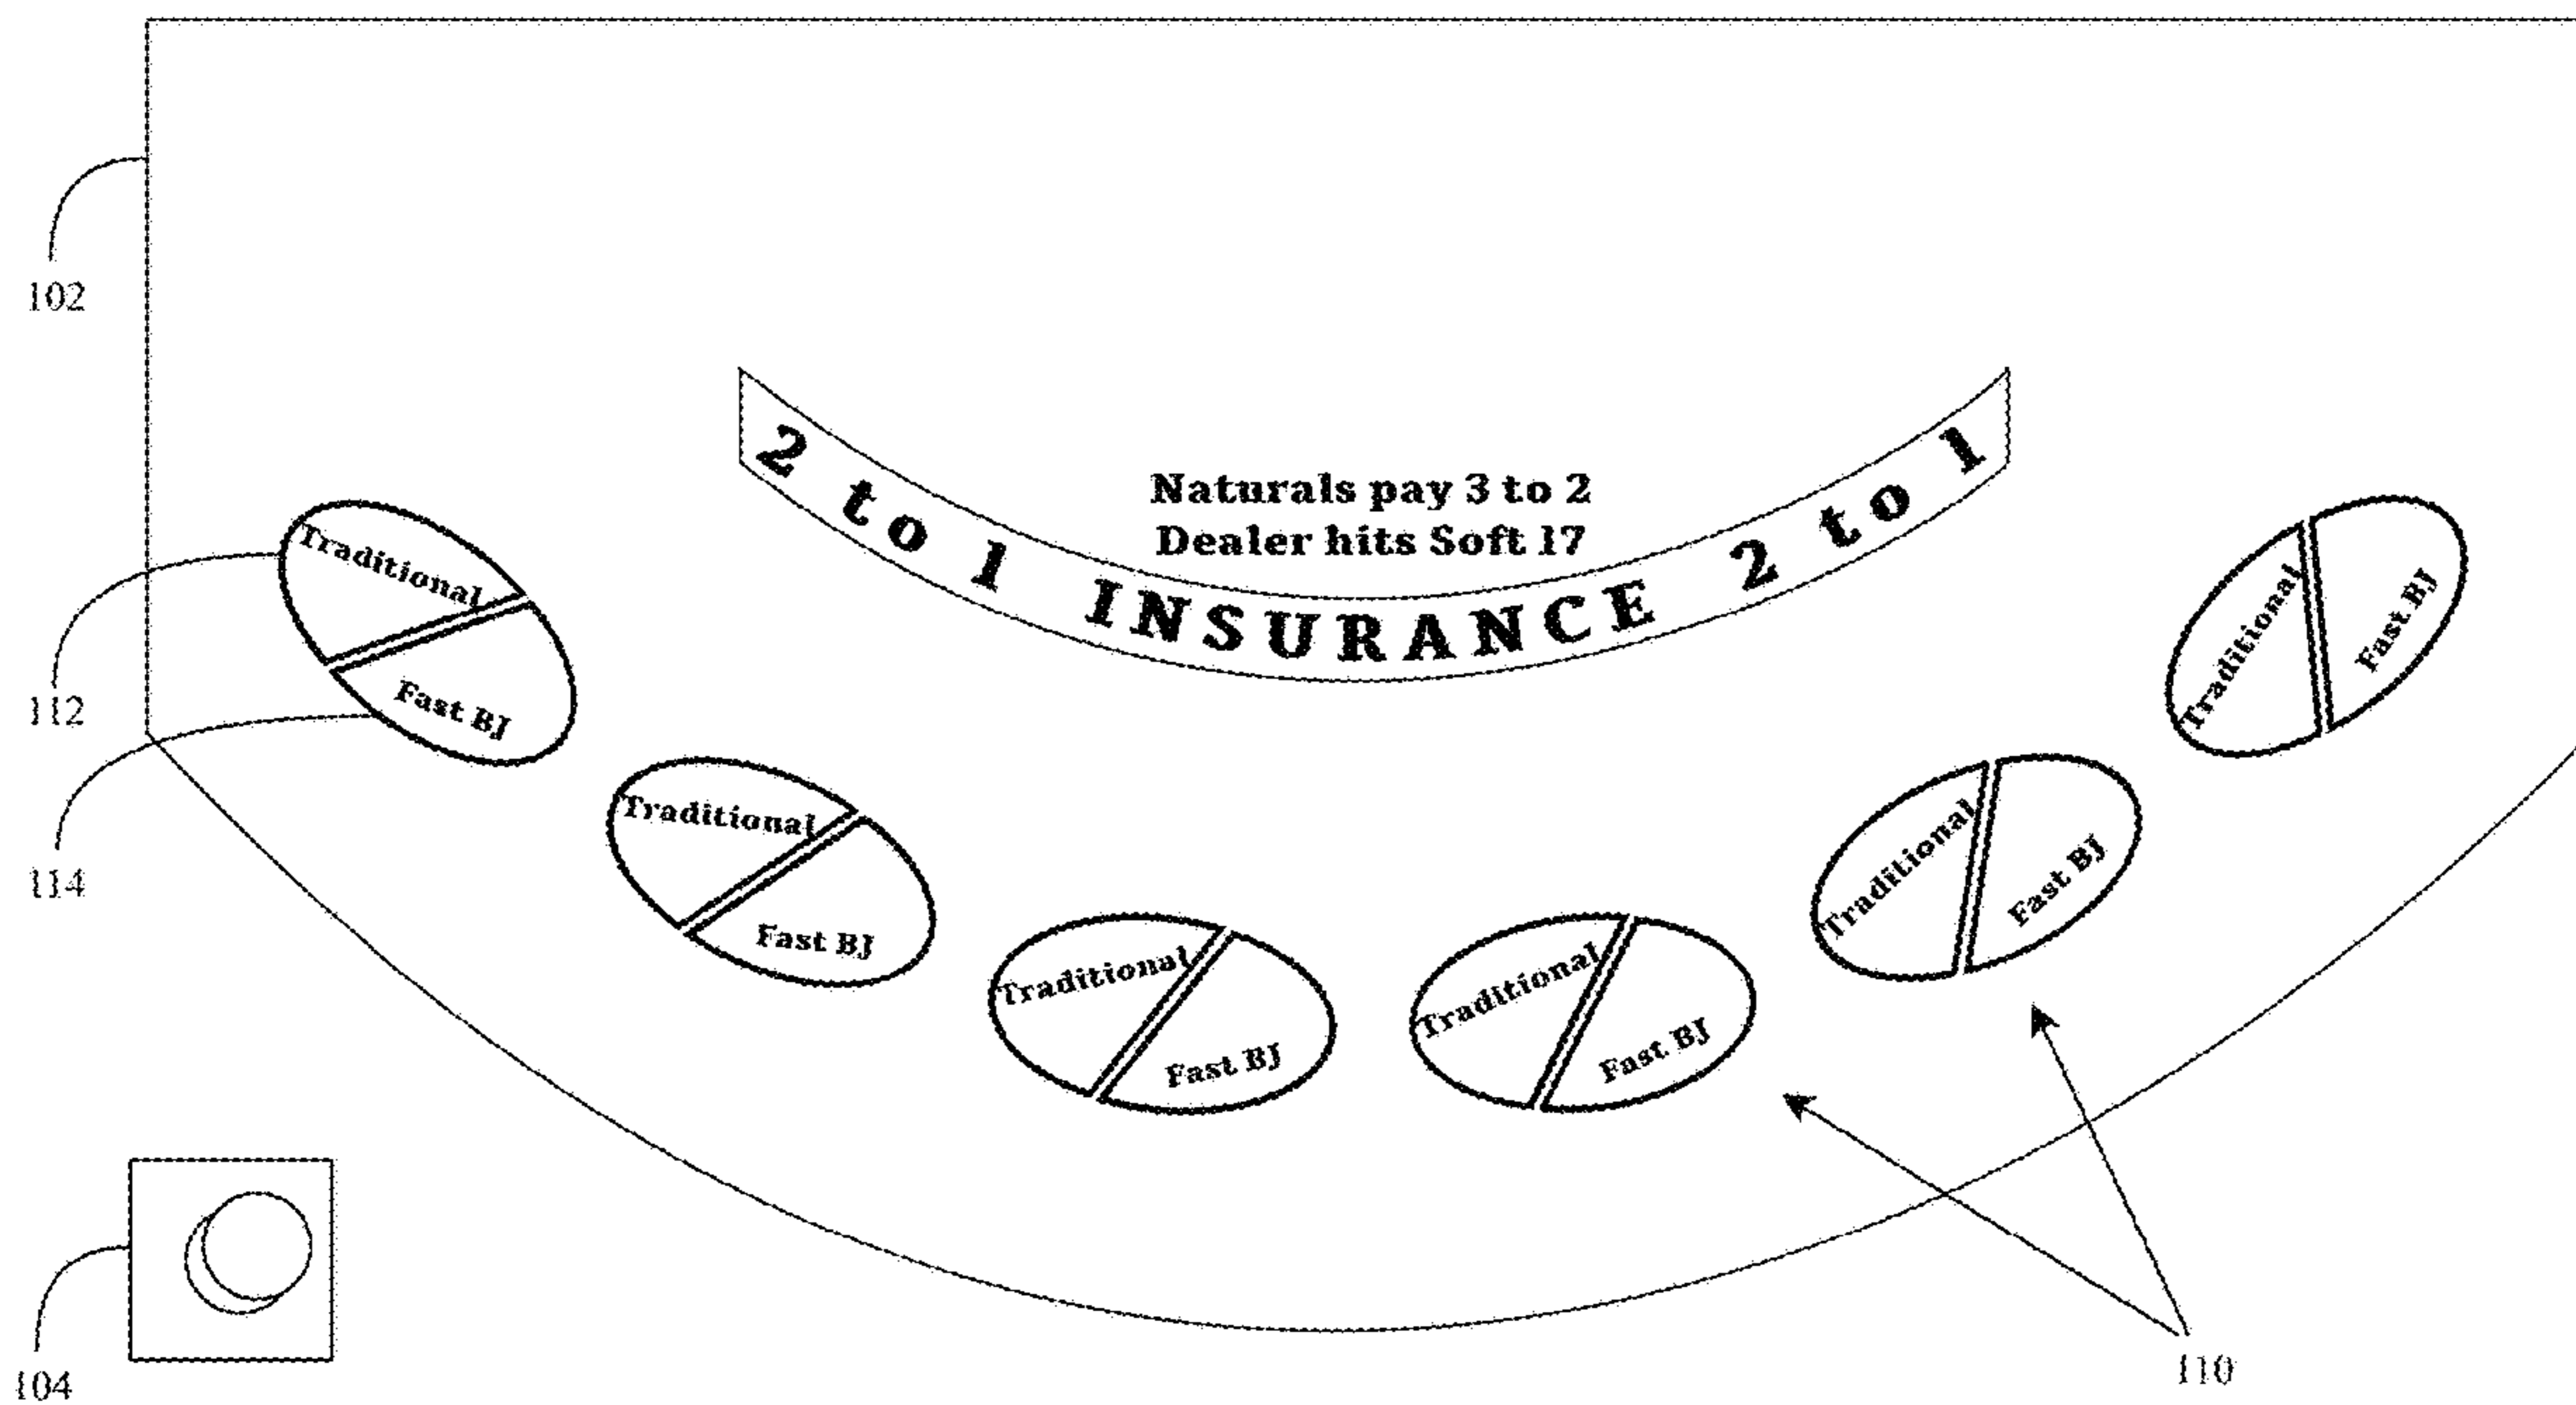 102
2 to 1 INSURANCE 2 to 1
Naturals pay 3 to 2
Dealer hits Soft 17
Traditional
Fast BJ
112
114
Traditional
Fast BJ
Traditional
Fast BJ
Traditional
Fast BJ
Traditional
Fast BJ
Traditional
Fast BJ
104
110